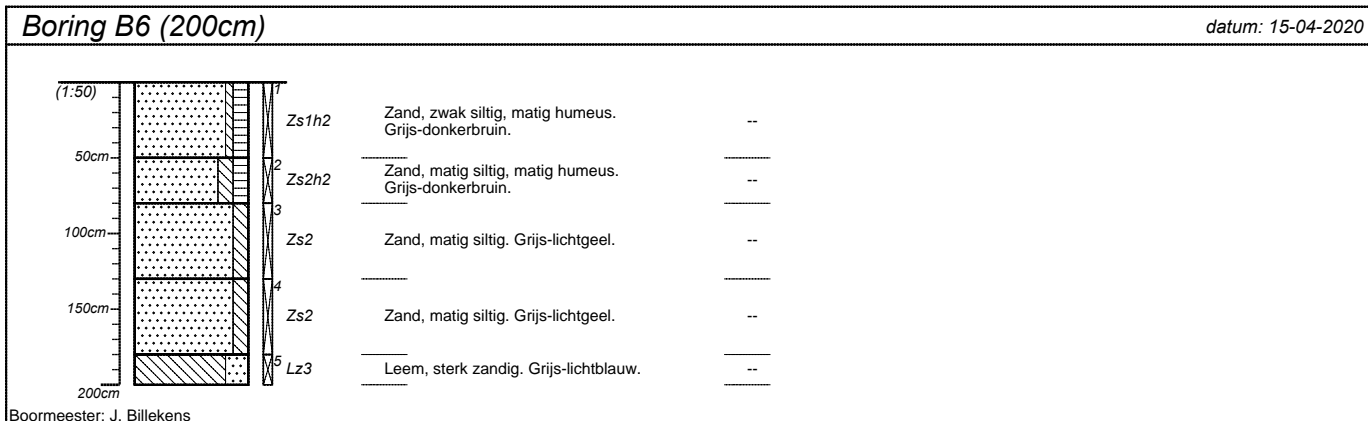 Boring B6 (200cm)
datum: 15-04-2020
(1:50)
1
Zs1h2
Zand, zwak siltig, matig humeus.
Grijs-donkerbruin.
--
50cm
2
Zs2h2
Zand, matig siltig, matig humeus.
Grijs-donkerbruin.
--
3
100cm
Zs2
Zand, matig siltig. Grijs-lichtgeel.
--
4
150cm
Zs2
Zand, matig siltig. Grijs-lichtgeel.
--
5
Lz3
Leem, sterk zandig. Grijs-lichtblauw.
--
200cm
Boormeester: J. Billekens